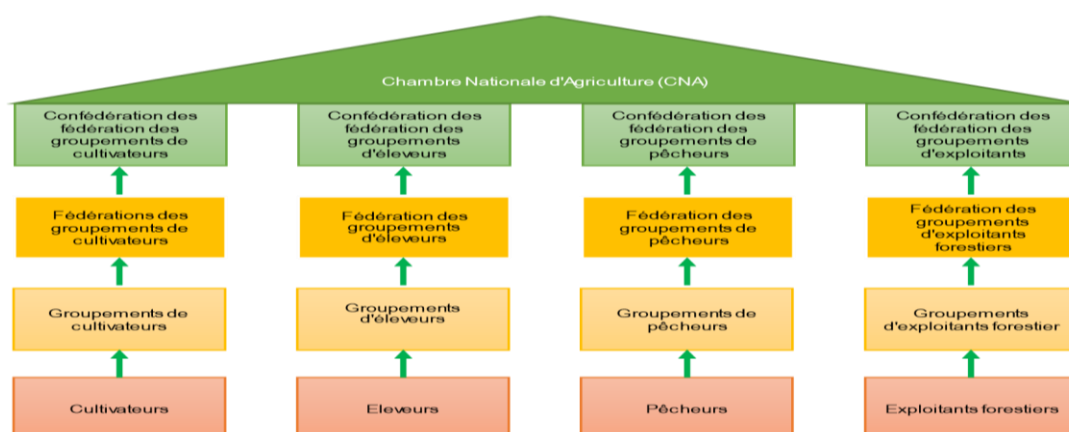 Chambre Nationale d'Agriculture (CNA)
Confédération des
fédération des
groupements de
cultivateurs
Confédération des
fédération des
groupements
d'éleveurs
Confédération des
fédération des
groupements de
pêcheurs
Confédération des
fédération des
groupements
d'exploitants
Fédérations des
groupements de
cultivateurs
Fédération des
groupements
d'éleveurs
Fédération des
groupements de
pêcheurs
Fédération des
groupements
d'exploitants
forestiers
Groupements de
cultivateurs
Groupements
d'éleveurs
Groupements de
pêcheurs
Groupements
d'exploitants forestier
Cultivateurs
Eleveurs
Pêcheurs
Exploitants forestiers